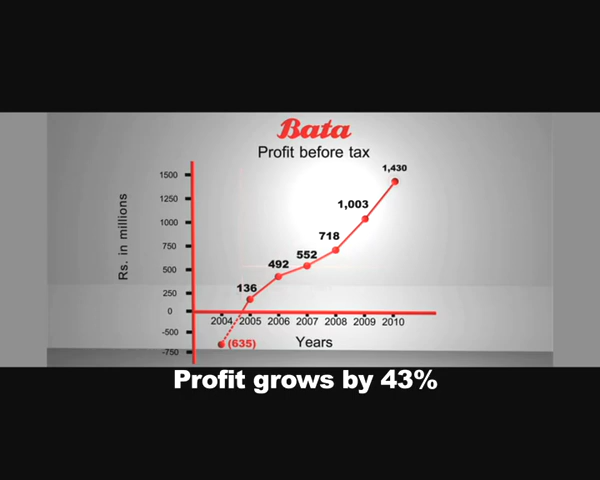 Bata
Profit before tax
1,430
1500
1250
1,003
1000
718
750
552
492
500
136
250
0
2004 2005 2006 2007 2008 2009 2010
-500
(635)
Years
-750
Rs. in millions
Profit grows by 43%